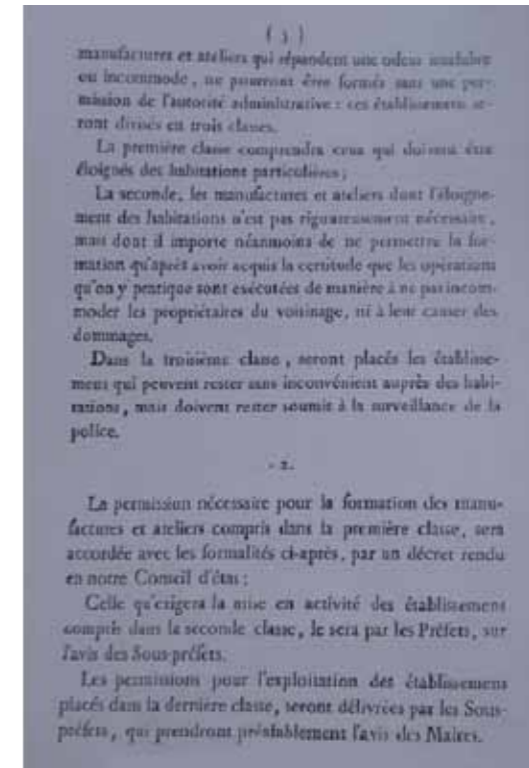 ( 3 )
manufactures et ateliers qui répandent une odeur insalubre
ou incommode, ne pourront être formés sans une per-
mission de l'autorité administrative : ces établissemens se-
ront divisés en trois classes.
La première classe comprendra ceux qui doivent être
éloignés des habitations particulières ;
La seconde, les manufactures et ateliers dont l'éloigne-
ment des habitations n'est pas rigoureusement nécessaire,
mais dont il importe néanmoins de ne permettre la for-
mation qu'après avoir acquis la certitude que les opérations
qu'on y pratique sont exécutées de manière à ne pas incom-
moder les propriétaires du voisinage, ni à leur causer des
dommages.
Dans la troisième classe, seront placés les établisse-
mens qui peuvent rester sans inconvénient auprès des habi-
tations, mais doivent rester soumis à la surveillance de la
police.
2.
La permission nécessaire pour la formation des manu-
factures et ateliers compris dans la première classe, sera
accordée avec les formalités ci-après, par un décret rendu
en notre Conseil d'état ;
Celle qu'exigera la mise en activité des établissemens
compris dans la seconde classe, le sera par les Préfets, sur
l'avis des Sous-préfets.
Les permissions pour l'exploitation des établissemens
placés dans la dernière classe, seront délivrées par les Sous-
préfets, qui prendront préalablement l'avis des Maires.